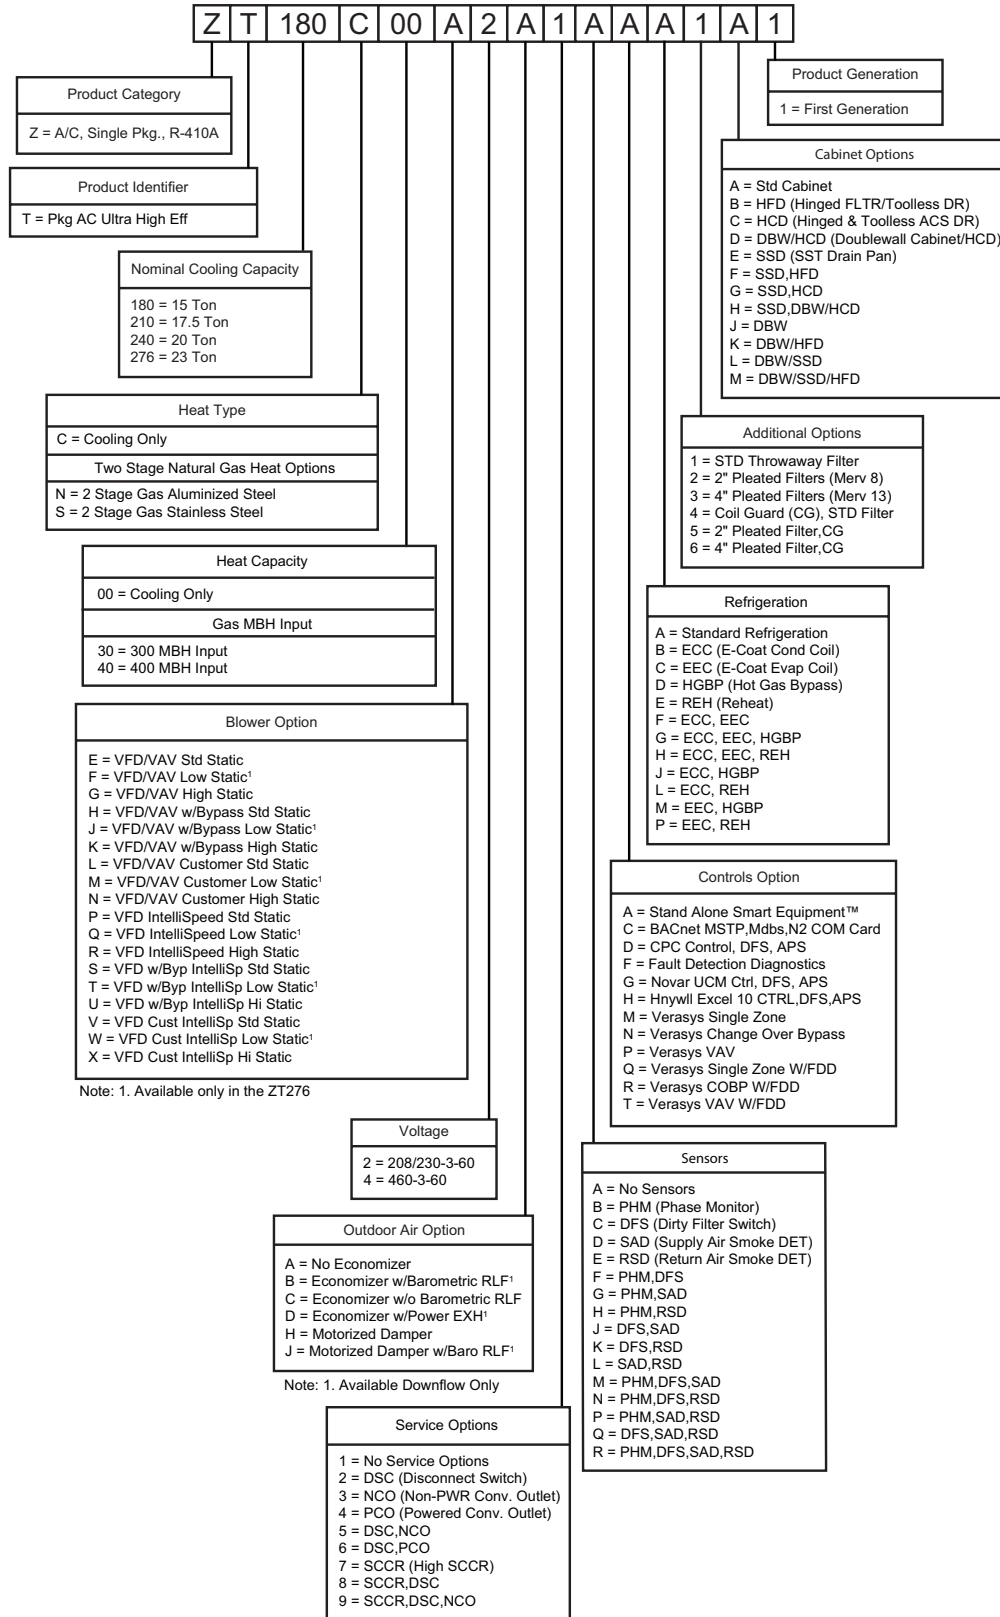 Z T 180 C 00 A 2 A 1 A A A 1 A 1
Product Category
Z = A/C, Single Pkg., R-410A
Product Identifier
T = Pkg AC Ultra High Eff
Nominal Cooling Capacity
180 = 15 Ton
210 = 17.5 Ton
240 = 20 Ton
276 = 23 Ton
Heat Type
C = Cooling Only
Two Stage Natural Gas Heat Options
N = 2 Stage Gas Aluminized Steel
S = 2 Stage Gas Stainless Steel
Heat Capacity
00 = Cooling Only
Gas MBH Input
30 = 300 MBH Input
40 = 400 MBH Input
Blower Option
E = VFD/VAV Std Static
F = VFD/VAV Low Static¹
G = VFD/VAV High Static
H = VFD/VAV w/Bypass Std Static
J = VFD/VAV w/Bypass Low Static¹
K = VFD/VAV w/Bypass High Static
L = VFD/VAV Customer Std Static
M = VFD/VAV Customer Low Static¹
N = VFD/VAV Customer High Static
P = VFD IntelliSpeed Std Static
Q = VFD IntelliSpeed Low Static¹
R = VFD IntelliSpeed High Static
S = VFD w/Byp IntelliSp Std Static
T = VFD w/Byp IntelliSp Low Static¹
U = VFD w/Byp IntelliSp Hi Static
V = VFD Cust IntelliSp Std Static
W = VFD Cust IntelliSp Low Static¹
X = VFD Cust IntelliSp Hi Static
Note: 1. Available only in the ZT276
Voltage
2 = 208/230-3-60
4 = 460-3-60
Outdoor Air Option
A = No Economizer
B = Economizer w/Barometric RLF¹
C = Economizer w/o Barometric RLF
D = Economizer w/Power EXH¹
H = Motorized Damper
J = Motorized Damper w/Baro RLF¹
Note: 1. Available Downflow Only
Service Options
1 = No Service Options
2 = DSC (Disconnect Switch)
3 = NCO (Non-PWR Conv. Outlet)
4 = PCO (Powered Conv. Outlet)
5 = DSC,NCO
6 = DSC,PCO
7 = SCCR (High SCCR)
8 = SCCR,DSC
9 = SCCR,DSC,NCO
Product Generation
1 = First Generation
Cabinet Options
A = Std Cabinet
B = HFD (Hinged FLTR/Toolless DR)
C = HCD (Hinged & Toolless ACS DR)
D = DBW/HCD (Doublewall Cabinet/HCD)
E = SSD (SST Drain Pan)
F = SSD,HFD
G = SSD,HCD
H = SSD,DBW/HCD
J = DBW
K = DBW/HFD
L = DBW/SSD
M = DBW/SSD/HFD
Additional Options
1 = STD Throwaway Filter
2 = 2" Pleated Filters (Merv 8)
3 = 4" Pleated Filters (Merv 13)
4 = Coil Guard (CG), STD Filter
5 = 2" Pleated Filter,CG
6 = 4" Pleated Filter,CG
Refrigeration
A = Standard Refrigeration
B = ECC (E-Coat Cond Coil)
C = EEC (E-Coat Evap Coil)
D = HGBP (Hot Gas Bypass)
E = REH (Reheat)
F = ECC, EEC
G = ECC, EEC, HGBP
H = ECC, EEC, REH
J = ECC, HGBP
L = ECC, REH
M = EEC, HGBP
P = EEC, REH
Controls Option
A = Stand Alone Smart Equipment™
C = BACnet MSTP,Mdbs,N2 COM Card
D = CPC Control, DFS, APS
F = Fault Detection Diagnostics
G = Novar UCM Ctrl, DFS, APS
H = Hnywll Excel 10 CTRL,DFS,APS
M = Verasys Single Zone
N = Verasys Change Over Bypass
P = Verasys VAV
Q = Verasys Single Zone W/FDD
R = Verasys COBP W/FDD
T = Verasys VAV W/FDD
Sensors
A = No Sensors
B = PHM (Phase Monitor)
C = DFS (Dirty Filter Switch)
D = SAD (Supply Air Smoke DET)
E = RSD (Return Air Smoke DET)
F = PHM,DFS
G = PHM,SAD
H = PHM,RSD
J = DFS,SAD
K = DFS,RSD
L = SAD,RSD
M = PHM,DFS,SAD
N = PHM,DFS,RSD
P = PHM,SAD,RSD
Q = DFS,SAD,RSD
R = PHM,DFS,SAD,RSD